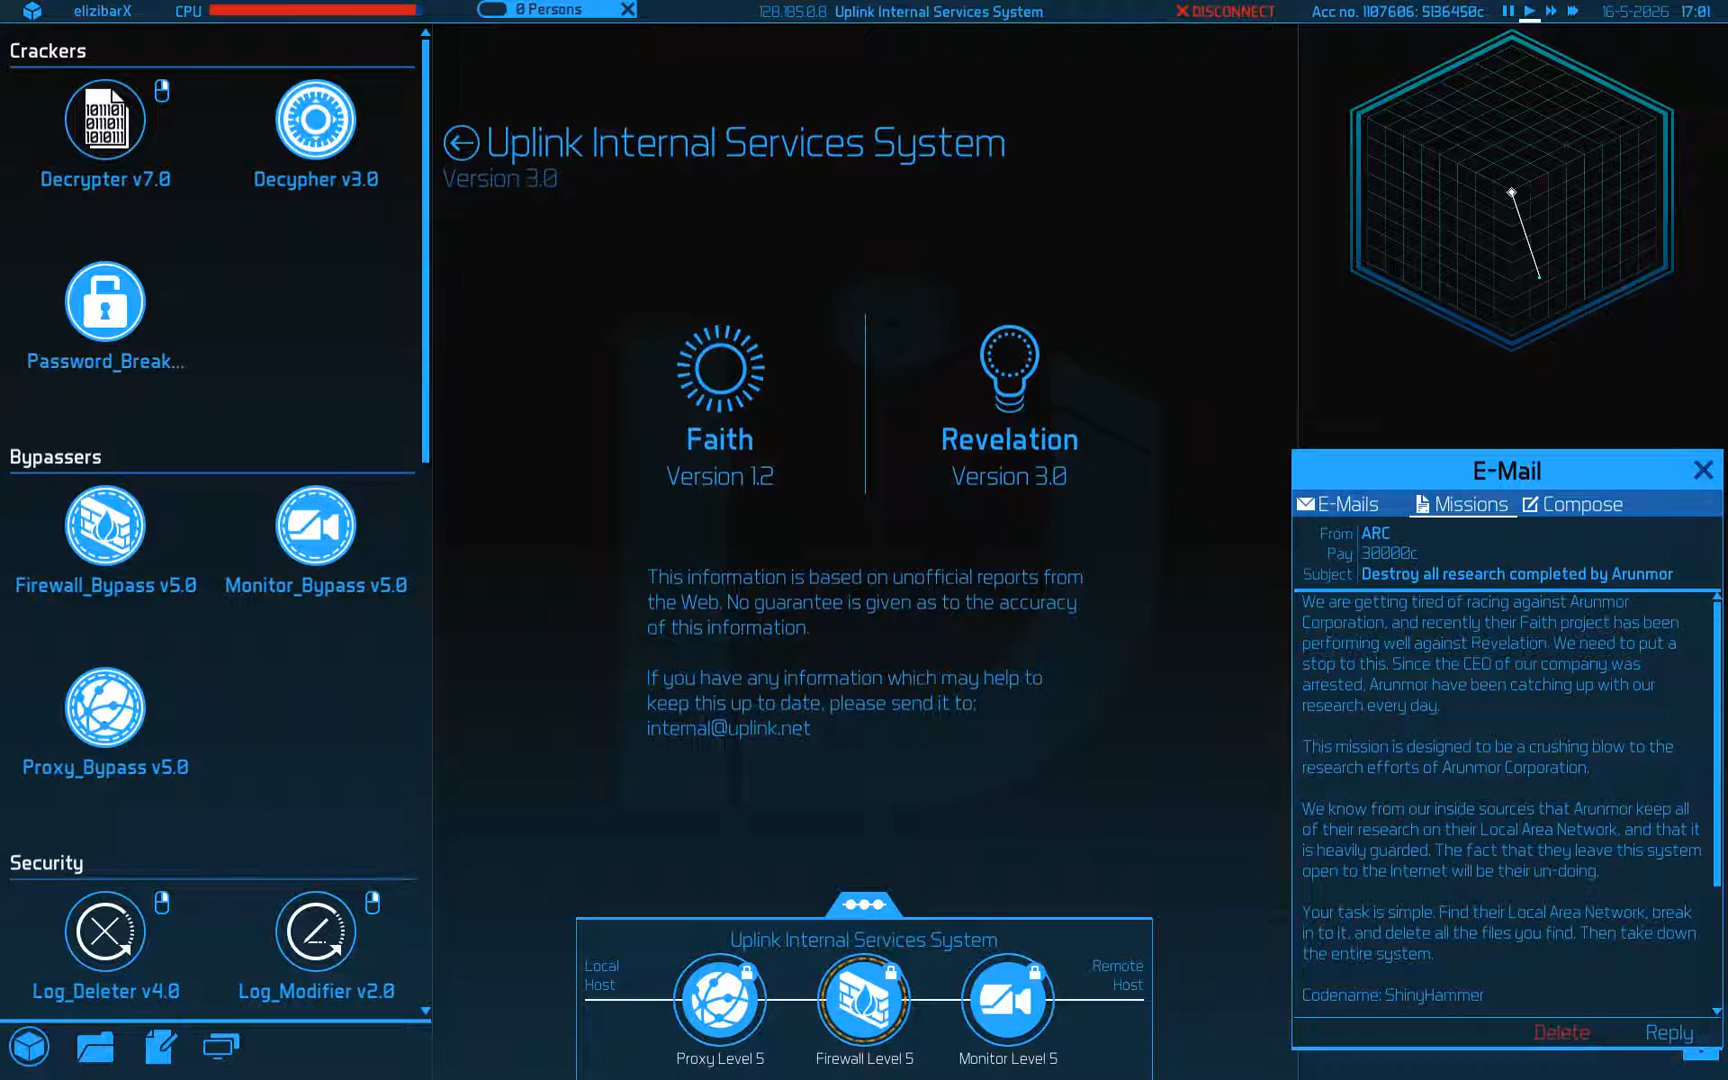 elizibarX
CPU
0 Persons
128.185.0.8 Uplink Internal Services System
DISCONNECT
Acc no. 1107606: 5136450c
16-5-2026 17:01
Crackers
Decrypter v7.0
Decypher v3.0
Password_Break...
Bypassers
Firewall_Bypass v5.0
Monitor_Bypass v5.0
Proxy_Bypass v5.0
Security
Log_Deleter v4.0
Log_Modifier v2.0
Uplink Internal Services System
Version 3.0
Faith
Version 1.2
Revelation
Version 3.0
This information is based on unofficial reports from
the Web. No guarantee is given as to the accuracy
of this information.
If you have any information which may help to
keep this up to date, please send it to:
internal@uplink.net
Uplink Internal Services System
Local
Host
Remote
Host
Proxy Level 5
Firewall Level 5
Monitor Level 5
E-Mail
E-Mails
Missions
Compose
From ARC
Pay 30000c
Subject Destroy all research completed by Arunmor
We are getting tired of racing against Arunmor
Corporation, and recently their Faith project has been
performing well against Revelation. We need to put a
stop to this. Since the CEO of our company was
arrested, Arunmor have been catching up with our
research every day.
This mission is designed to be a crushing blow to the
research efforts of Arunmor Corporation.
We know from our inside sources that Arunmor keep all
of their research on their Local Area Network, and that it
is heavily guarded. The fact that they leave this system
open to the Internet will be their un-doing.
Your task is simple. Find their Local Area Network, break
in to it, and delete all the files you find. Then take down
the entire system.
Codename: ShinyHammer
Delete
Reply